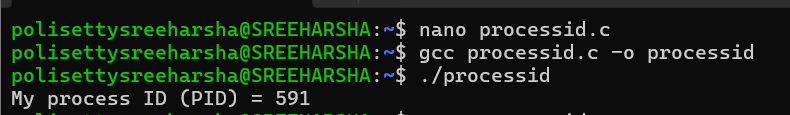 polisettysreeharsha@SREEHARSHA:~$ nano processid.c
polisettysreeharsha@SREEHARSHA:~$ gcc processid.c -o processid
polisettysreeharsha@SREEHARSHA:~$ ./processid
My process ID (PID) = 591